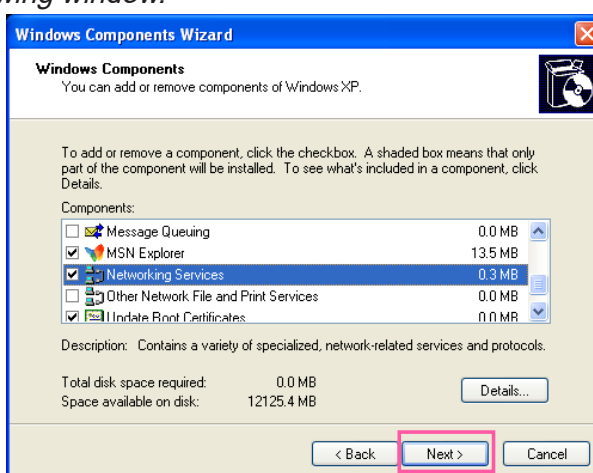 wing window.
Windows Components Wizard
Windows Components
You can add or remove components of Windows XP.
To add or remove a component, click the checkbox. A shaded box means that only
part of the component will be installed. To see what's included in a component, click
Details.
Components:
Message Queuing 0.0 MB
MSN Explorer 13.5 MB
Networking Services 0.3 MB
Other Network File and Print Services 0.0 MB
Update Root Certificates 0.0 MB
Description: Contains a variety of specialized, network-related services and protocols.
Total disk space required: 0.0 MB
Space available on disk: 12125.4 MB
Details...
< Back Next > Cancel